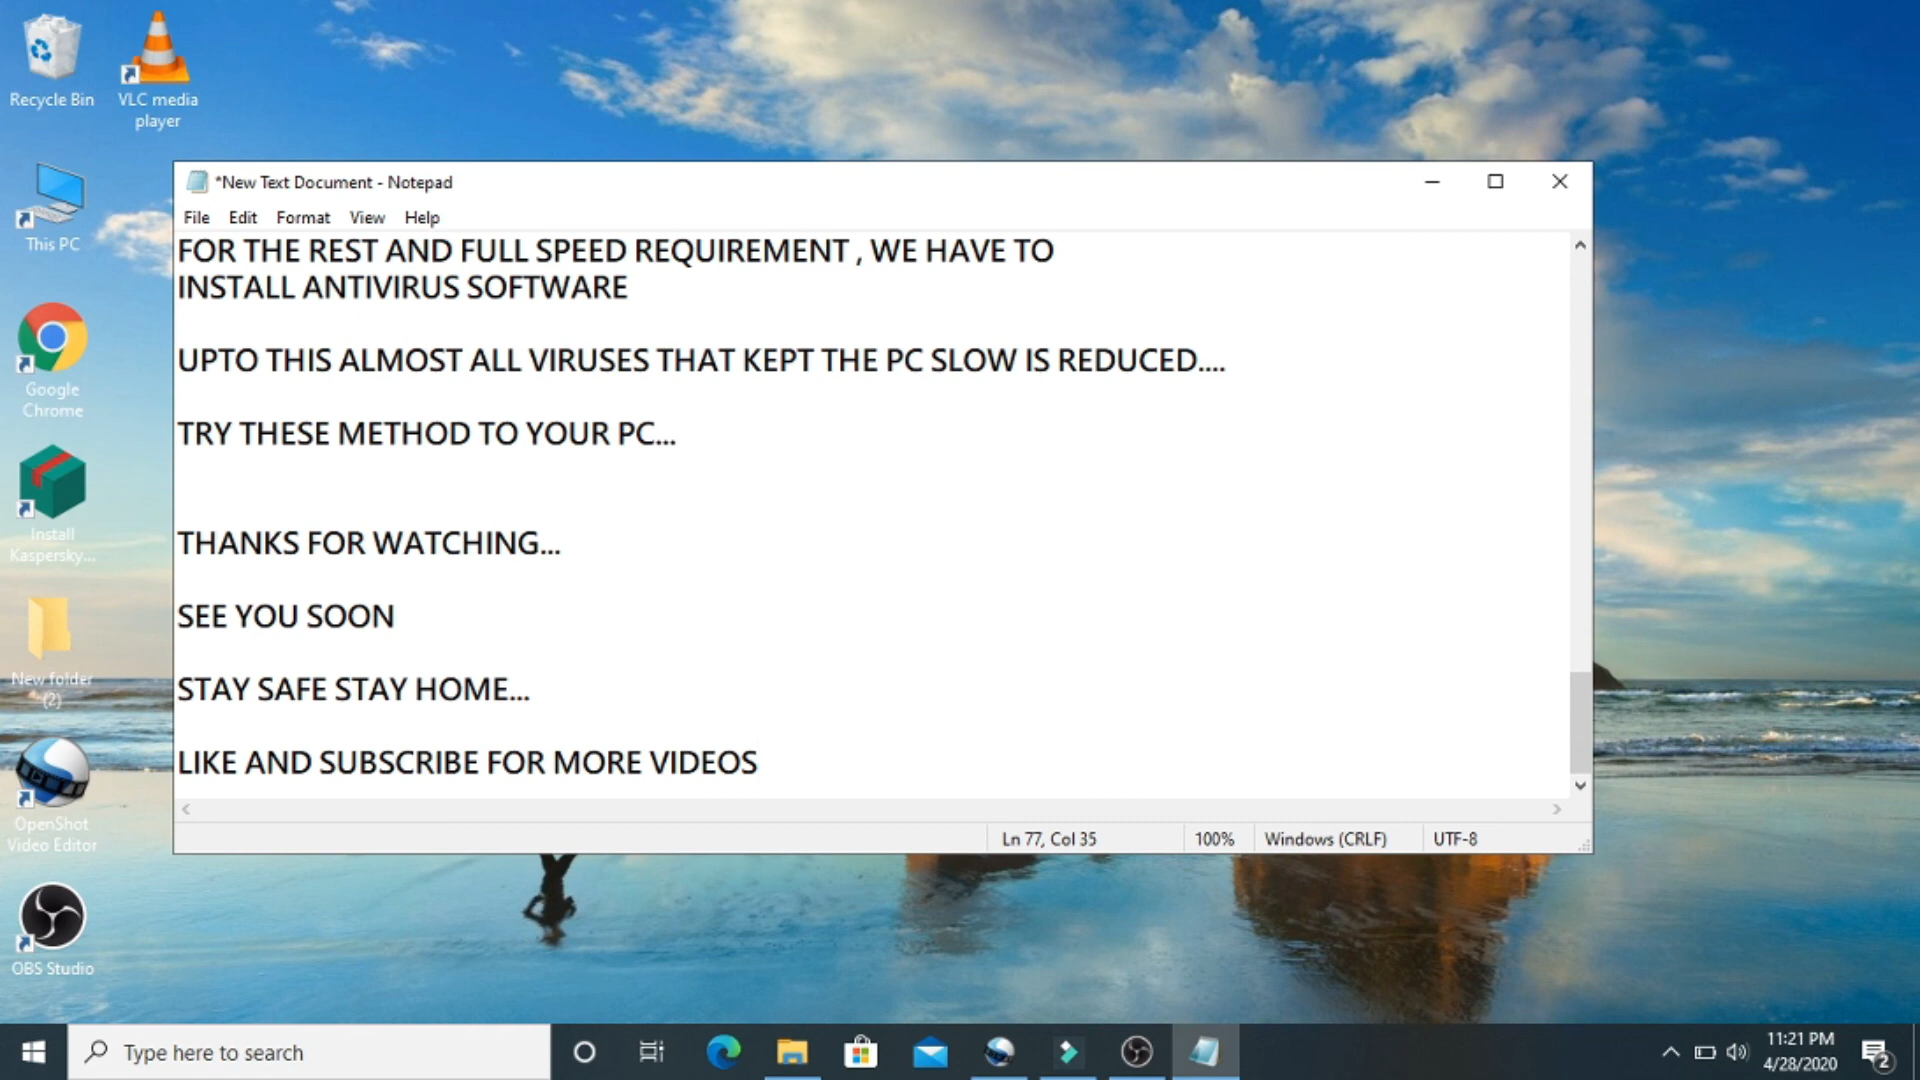 Recycle Bin
VLC media
player
This PC
Google
Chrome
Install
Kaspersky...
New folder
(2)
OpenShot
Video Editor
OBS Studio
*New Text Document - Notepad
File Edit Format View Help
FOR THE REST AND FULL SPEED REQUIREMENT , WE HAVE TO
INSTALL ANTIVIRUS SOFTWARE
UPTO THIS ALMOST ALL VIRUSES THAT KEPT THE PC SLOW IS REDUCED....
TRY THESE METHOD TO YOUR PC...
THANKS FOR WATCHING...
SEE YOU SOON
STAY SAFE STAY HOME...
LIKE AND SUBSCRIBE FOR MORE VIDEOS
Ln 77, Col 35
100%
Windows (CRLF)
UTF-8
Type here to search
11:21 PM
4/28/2020
2